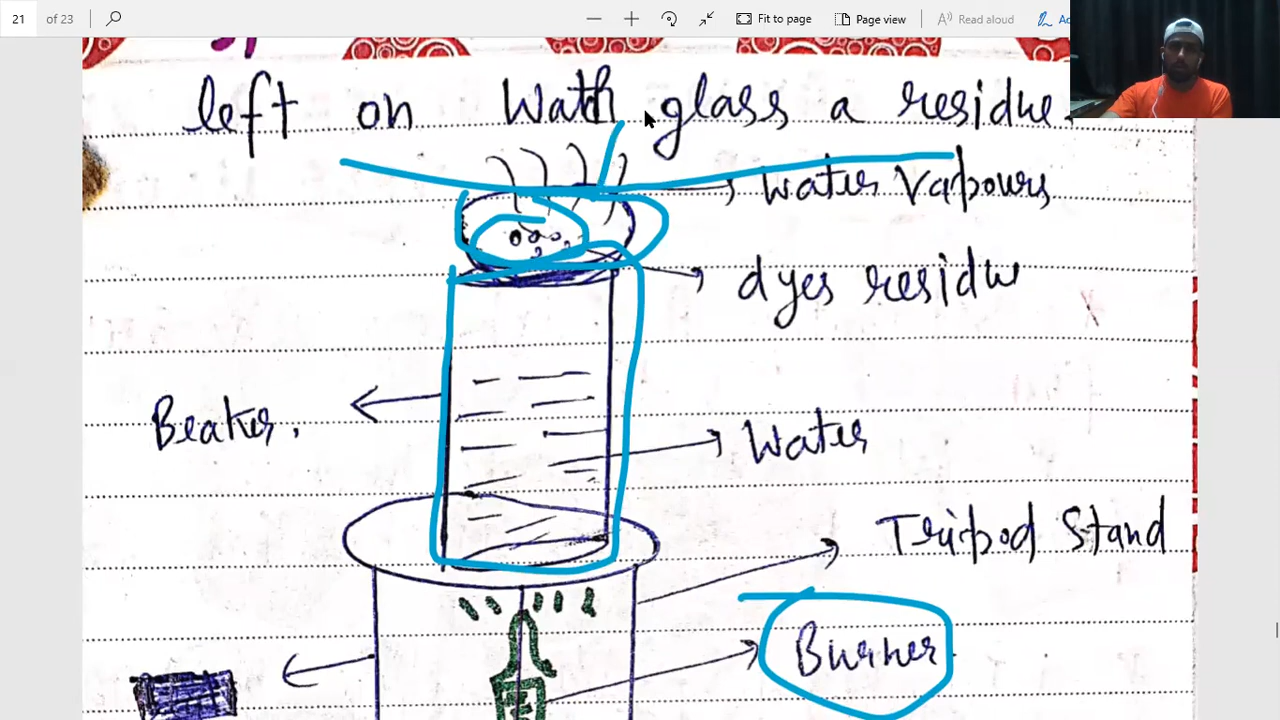 21 of 23 Fit to page Page view Read aloud
left on Watch glass a residue.
Water Vapours
dyes residue
Beaker.
Water
Tripod Stand
Burner